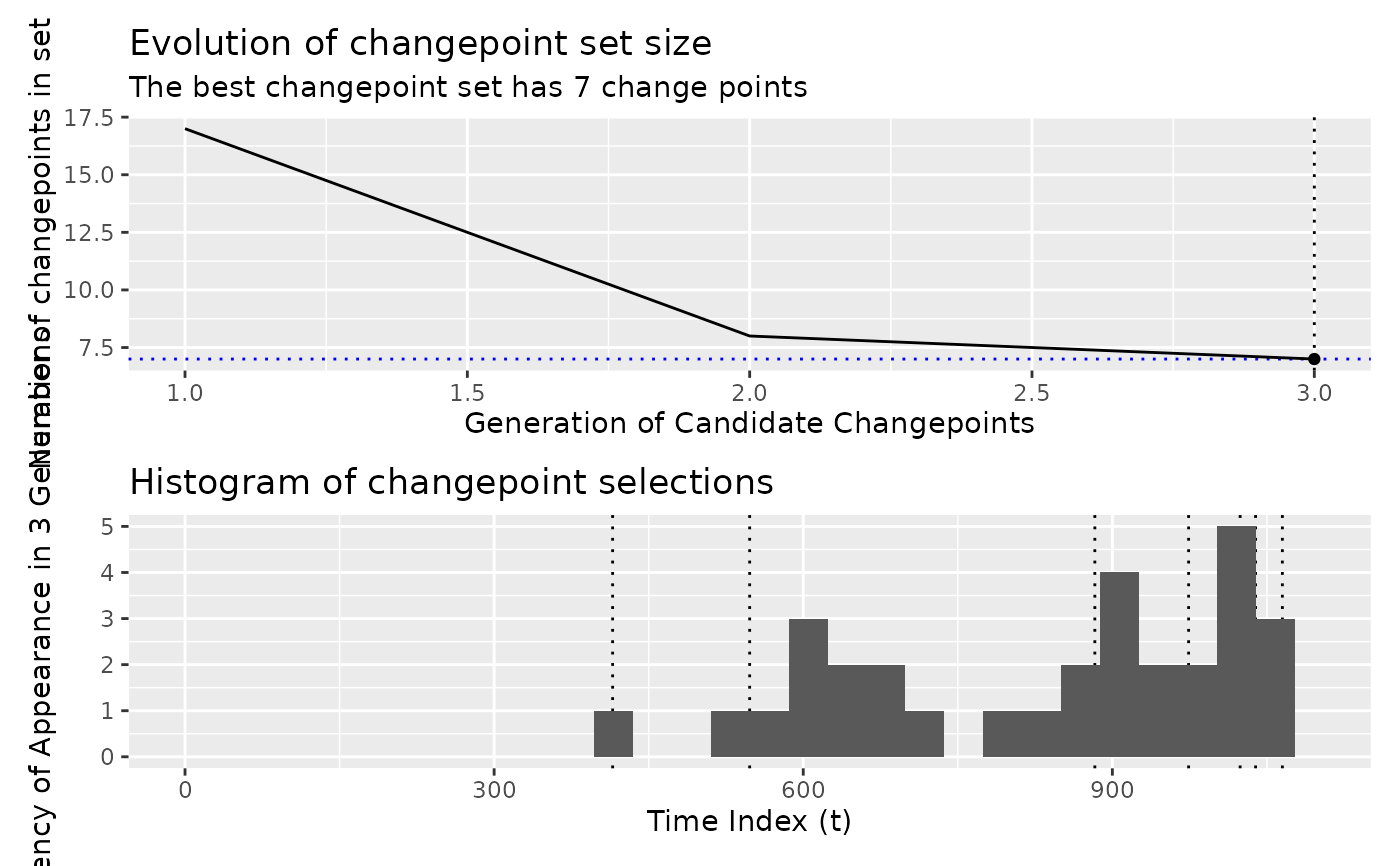 Evolution of changepoint set size
The best changepoint set has 7 change points
of changepoints in set
17.5
15.0
12.5
10.0
7.5
1.0 1.5 2.0 2.5 3.0
Generation of Candidate Changepoints
Histogram of changepoint selections
of Appearance in 3
5
4
3
2
1
0
0 300 600 900
Time Index (t)